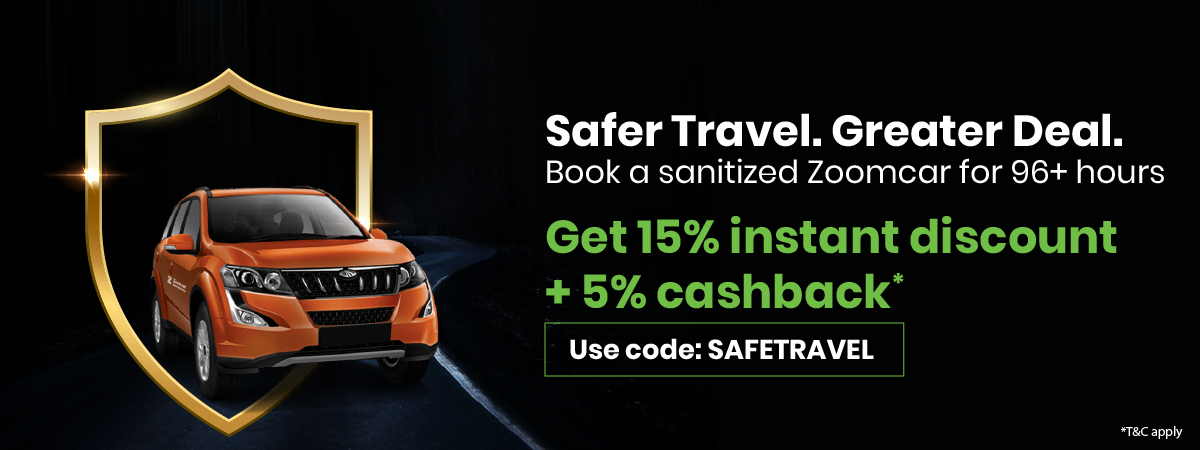 Safer Travel. Greater Deal.
Book a sanitized Zoomcar for 96+ hours
Get 15% instant discount
+ 5% cashback*
Use code: SAFETRAVEL
*T&C apply